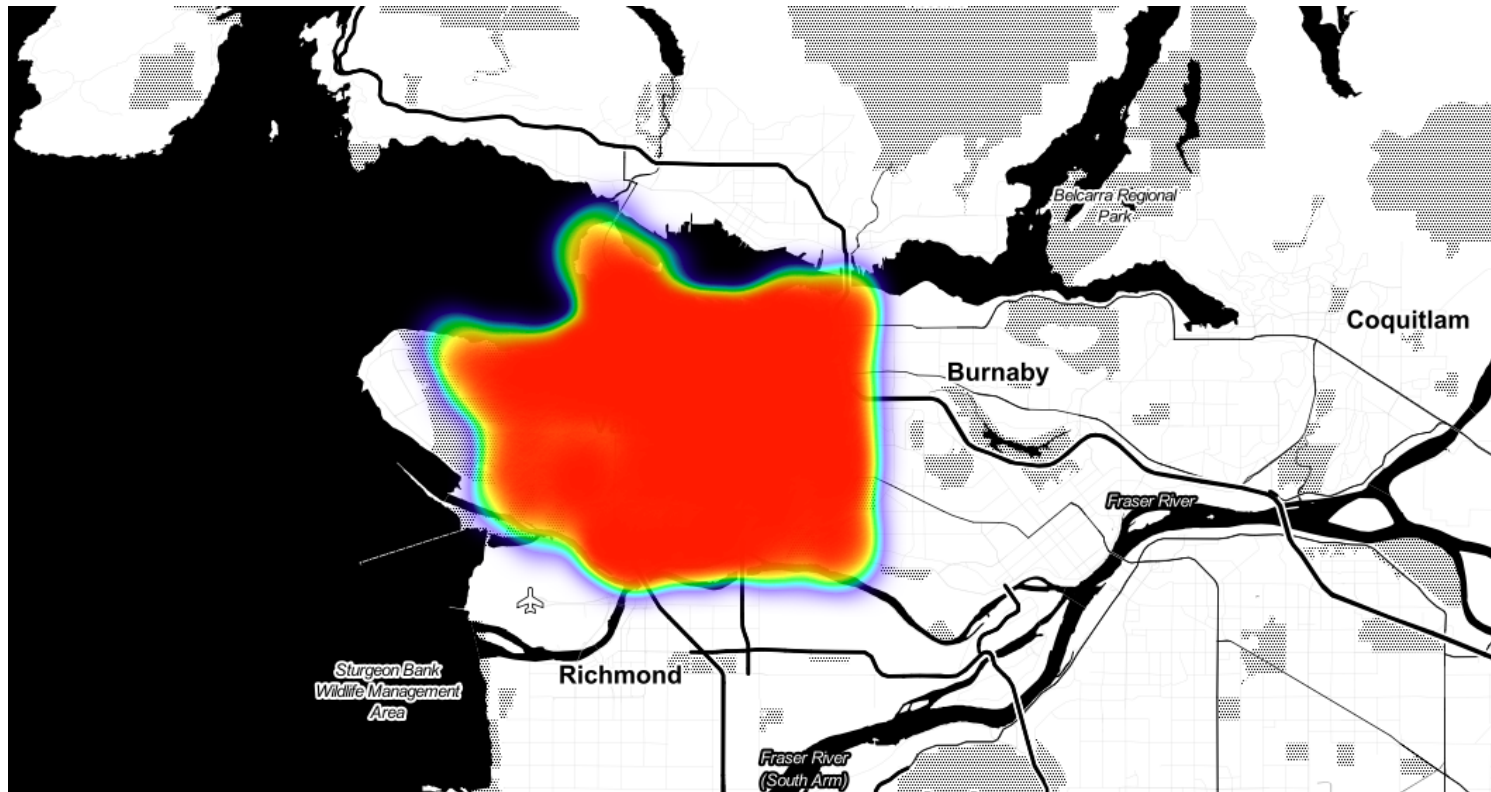 Belcarra Regional
Park
Coquitlam
Burnaby
Fraser River
Sturgeon Bank
Wildlife Management
Area
Richmond
Fraser River
(South Arm)